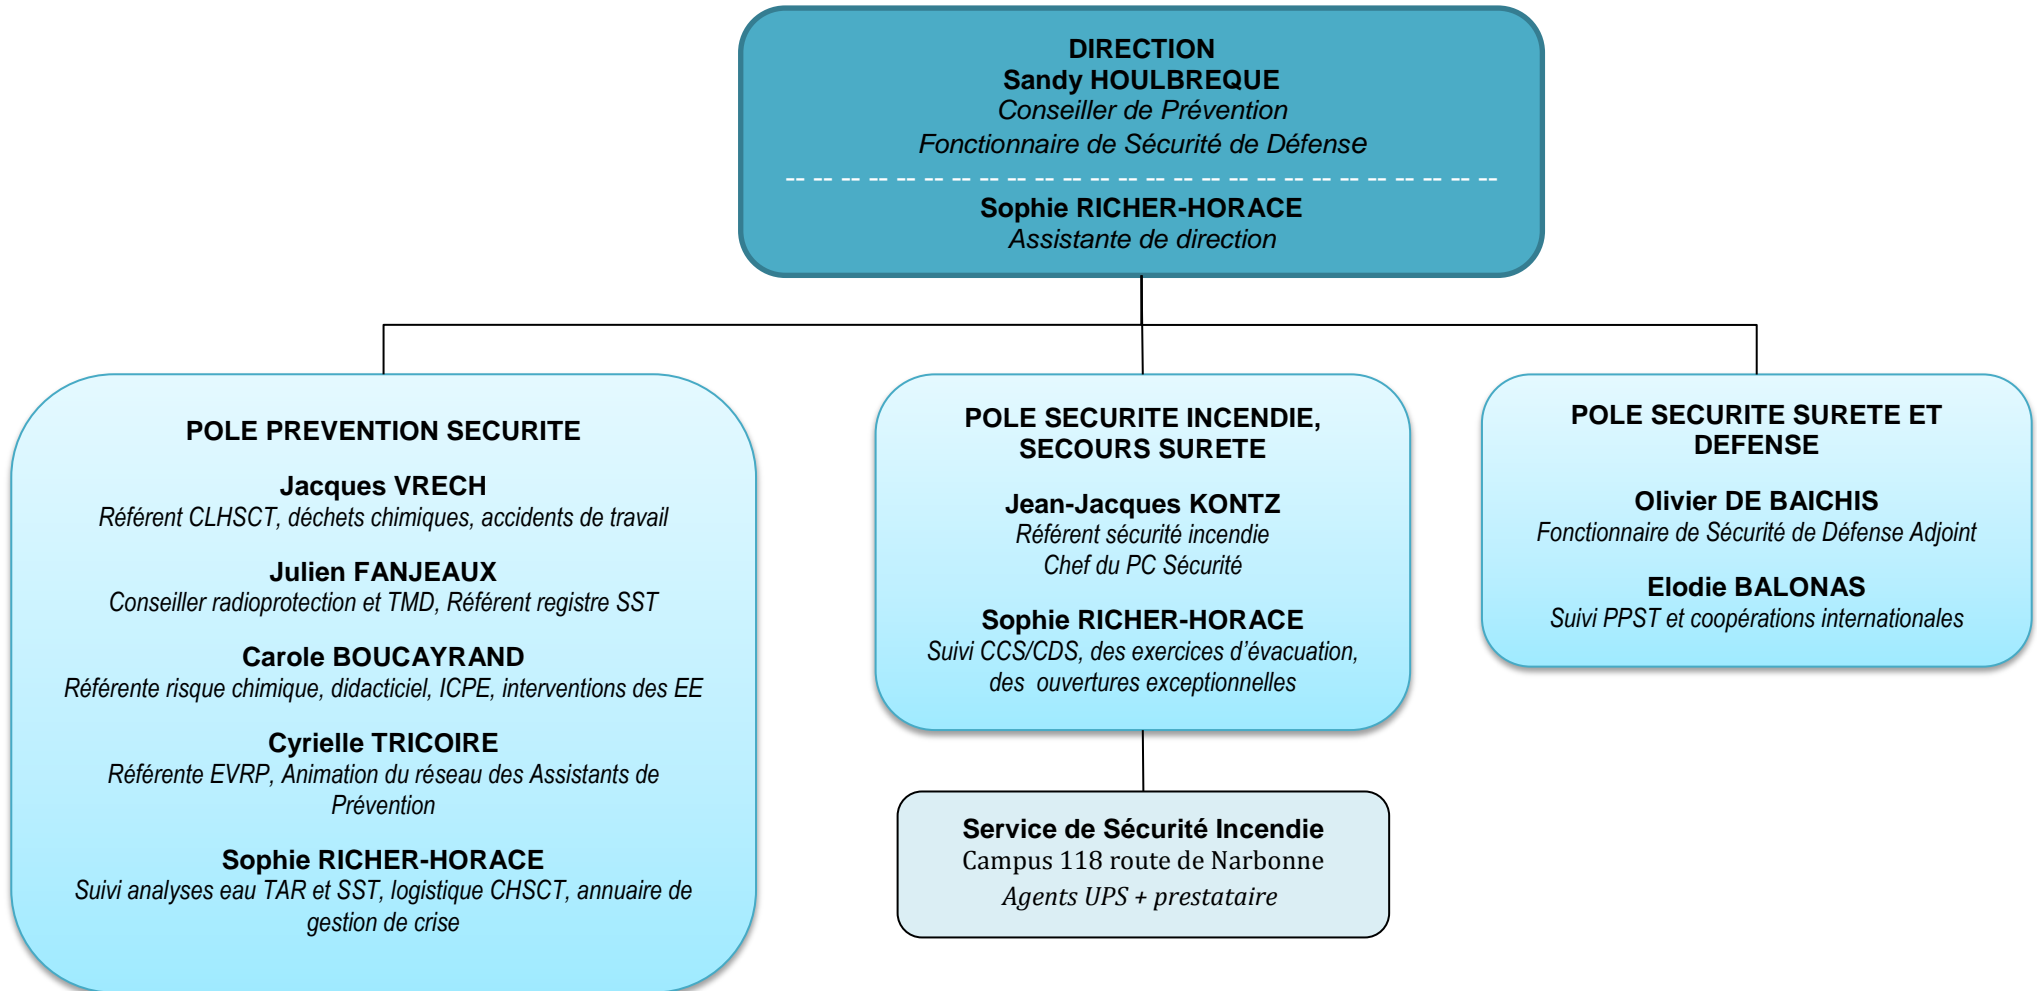 DIRECTION
Sandy HOULBREQUE
Conseiller de Prévention
Fonctionnaire de Sécurité de Défense
Sophie RICHER-HORACE
Assistante de direction
POLE PREVENTION SECURITE
Jacques VRECH
Référent CLHSCT, déchets chimiques, accidents de travail
Julien FANJEAUX
Conseiller radioprotection et TMD, Référent registre SST
Carole BOUCAYRAND
Référente risque chimique, didacticiel, ICPE, interventions des EE
Cyrielle TRICOIRE
Référente EVRP, Animation du réseau des Assistants de
Prévention
Sophie RICHER-HORACE
Suivi analyses eau TAR et SST, logistique CHSCT, annuaire de
gestion de crise
POLE SECURITE INCENDIE,
SECOURS SURETE
Jean-Jacques KONTZ
Référent sécurité incendie
Chef du PC Sécurité
Sophie RICHER-HORACE
Suivi CCS/CDS, des exercices d’évacuation,
des ouvertures exceptionnelles
Service de Sécurité Incendie
Campus 118 route de Narbonne
Agents UPS + prestataire
POLE SECURITE SURETE ET
DEFENSE
Olivier DE BAICHIS
Fonctionnaire de Sécurité de Défense Adjoint
Elodie BALONAS
Suivi PPST et coopérations internationales